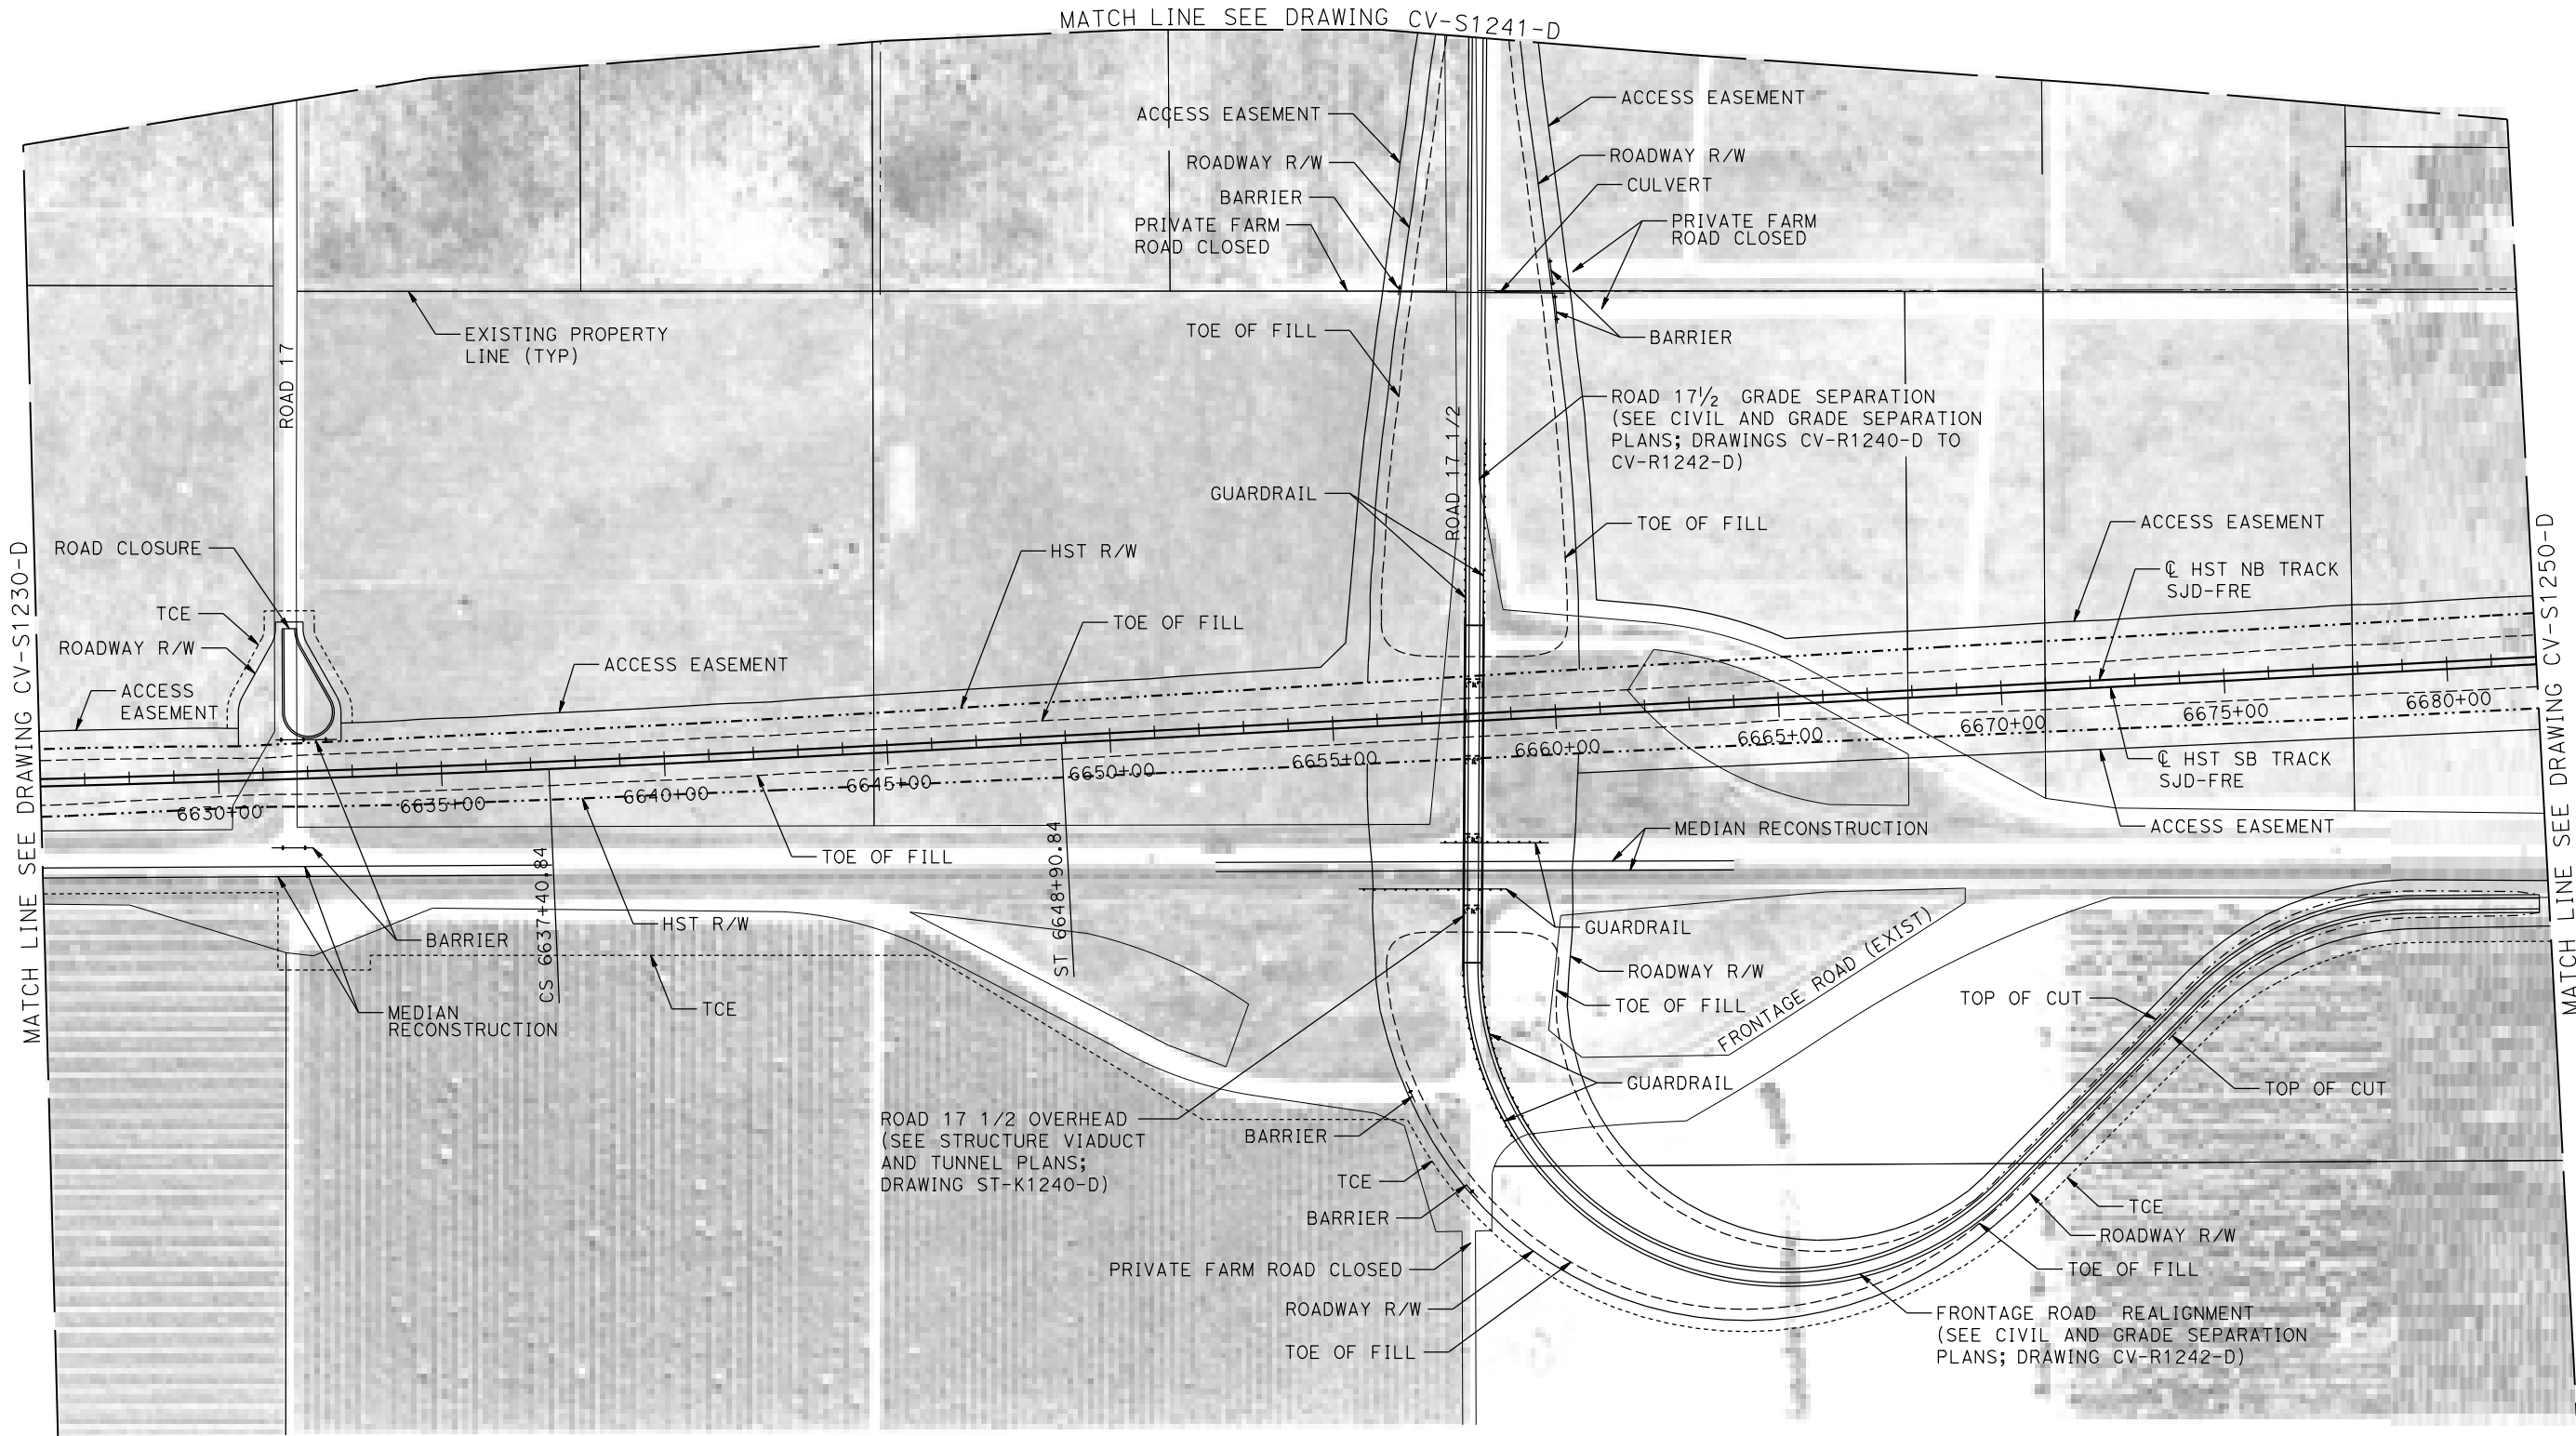 MATCH LINE SEE DRAWING CV-S1241-D
ACCESS EASEMENT
ACCESS EASEMENT
ROADWAY R/W
ROADWAY R/W
CULVERT
BARRIER
PRIVATE FARM
ROAD CLOSED
PRIVATE FARM
ROAD CLOSED
EXISTING PROPERTY
LINE (TYP)
TOE OF FILL
BARRIER
ROAD 17
ROAD 17½ GRADE SEPARATION
(SEE CIVIL AND GRADE SEPARATION
PLANS; DRAWINGS CV-R1240-D TO
CV-R1242-D)
ROAD 17 1/2
GUARDRAIL
TOE OF FILL
ACCESS EASEMENT
ROAD CLOSURE
HST R/W
℄ HST NB TRACK
SJD-FRE
TCE
TOE OF FILL
ROADWAY R/W
ACCESS EASEMENT
ACCESS
EASEMENT
MATCH LINE SEE DRAWING CV-S1230-D
MATCH LINE SEE DRAWING CV-S1250-D
6630+00
6635+00
6640+00
6645+00
6650+00
6655+00
6660+00
6665+00
6670+00
6675+00
6680+00
℄ HST SB TRACK
SJD-FRE
ACCESS EASEMENT
MEDIAN RECONSTRUCTION
TOE OF FILL
CS 6637+40.84
ST 6648+90.84
HST R/W
BARRIER
GUARDRAIL
ROADWAY R/W
TOE OF FILL
FRONTAGE ROAD (EXIST)
TOP OF CUT
MEDIAN
RECONSTRUCTION
TCE
GUARDRAIL
TOP OF CUT
ROAD 17 1/2 OVERHEAD
(SEE STRUCTURE VIADUCT
AND TUNNEL PLANS;
DRAWING ST-K1240-D)
BARRIER
TCE
BARRIER
TCE
ROADWAY R/W
PRIVATE FARM ROAD CLOSED
TOE OF FILL
ROADWAY R/W
TOE OF FILL
FRONTAGE ROAD REALIGNMENT
(SEE CIVIL AND GRADE SEPARATION
PLANS; DRAWING CV-R1242-D)